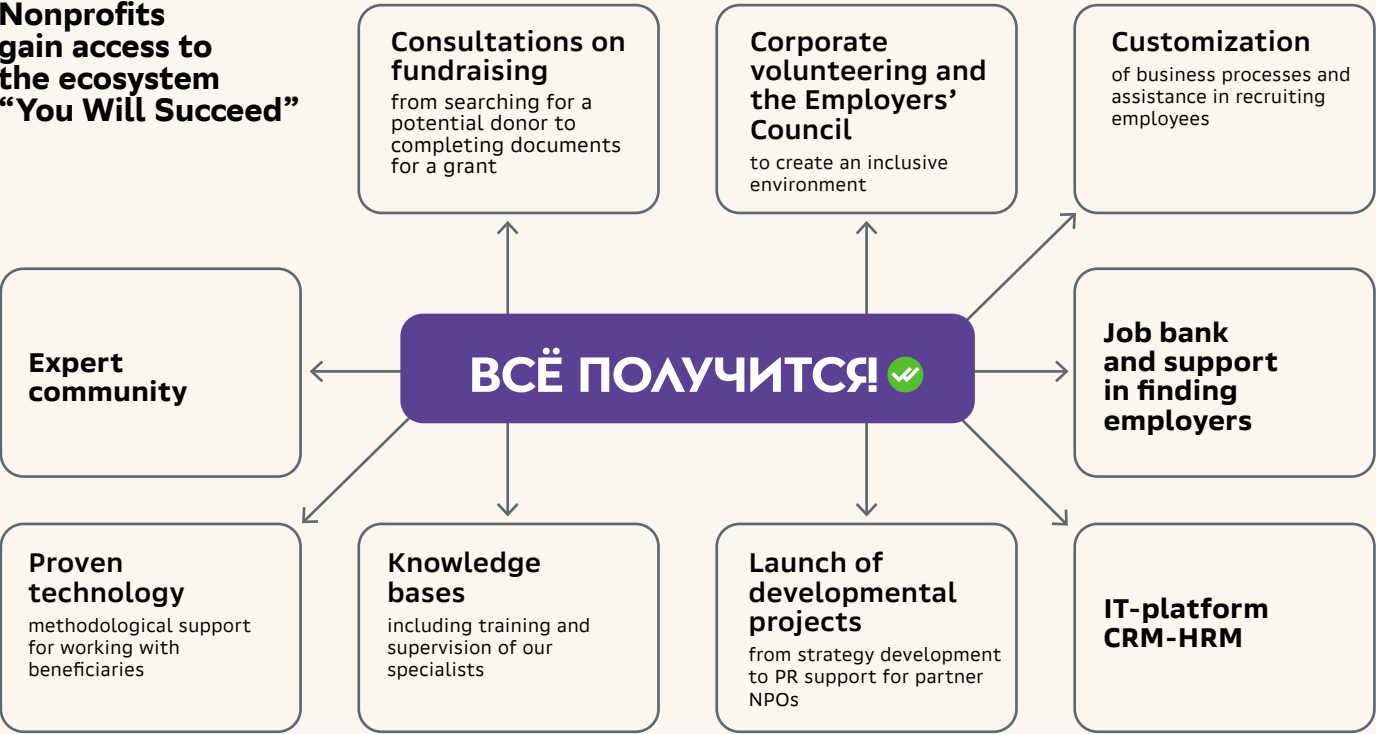 Nonprofits
gain access to
the ecosystem
“You Will Succeed”
Consultations on
fundraising
from searching for a
potential donor to
completing documents
for a grant
Corporate
volunteering and
the Employers’
Council
to create an inclusive
environment
Customization
of business processes and
assistance in recruiting
employees
Expert
community
ВСЁ ПОЛУЧИТСЯ!
Job bank
and support
in finding
employers
Proven
technology
methodological support
for working with
beneficiaries
Knowledge
bases
including training and
supervision of our
specialists
Launch of
developmental
projects
from strategy development
to PR support for partner
NPOs
IT-platform
CRM-HRM